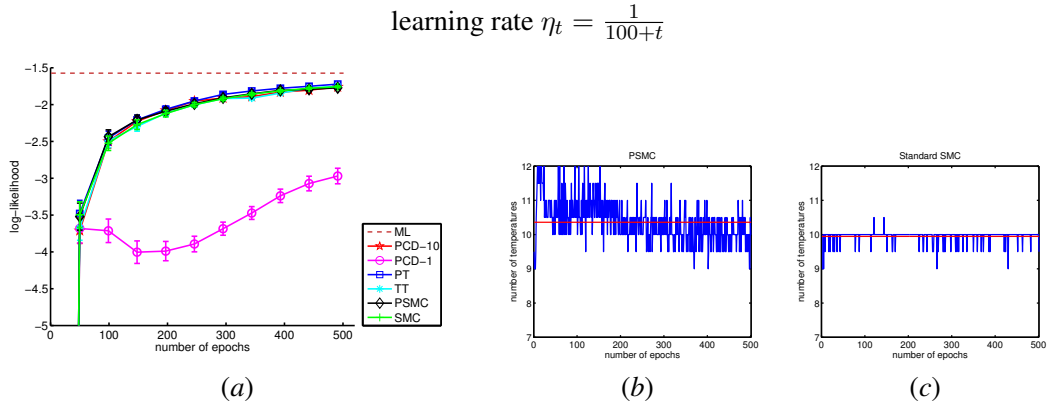 learning rate η_t = 1/(100+t)
−1.5
−2
−2.5
−3
−3.5
−4
−4.5
−5
log−likelihood
0 100 200 300 400 500
number of epochs
ML
PCD−10
PCD−1
PT
TT
PSMC
SMC
(a)
PSMC
12
11
10
9
8
7
number of temperatures
0 100 200 300 400 500
number of epochs
(b)
Standard SMC
12
11
10
9
8
7
number of temperatures
0 100 200 300 400 500
number of epochs
(c)